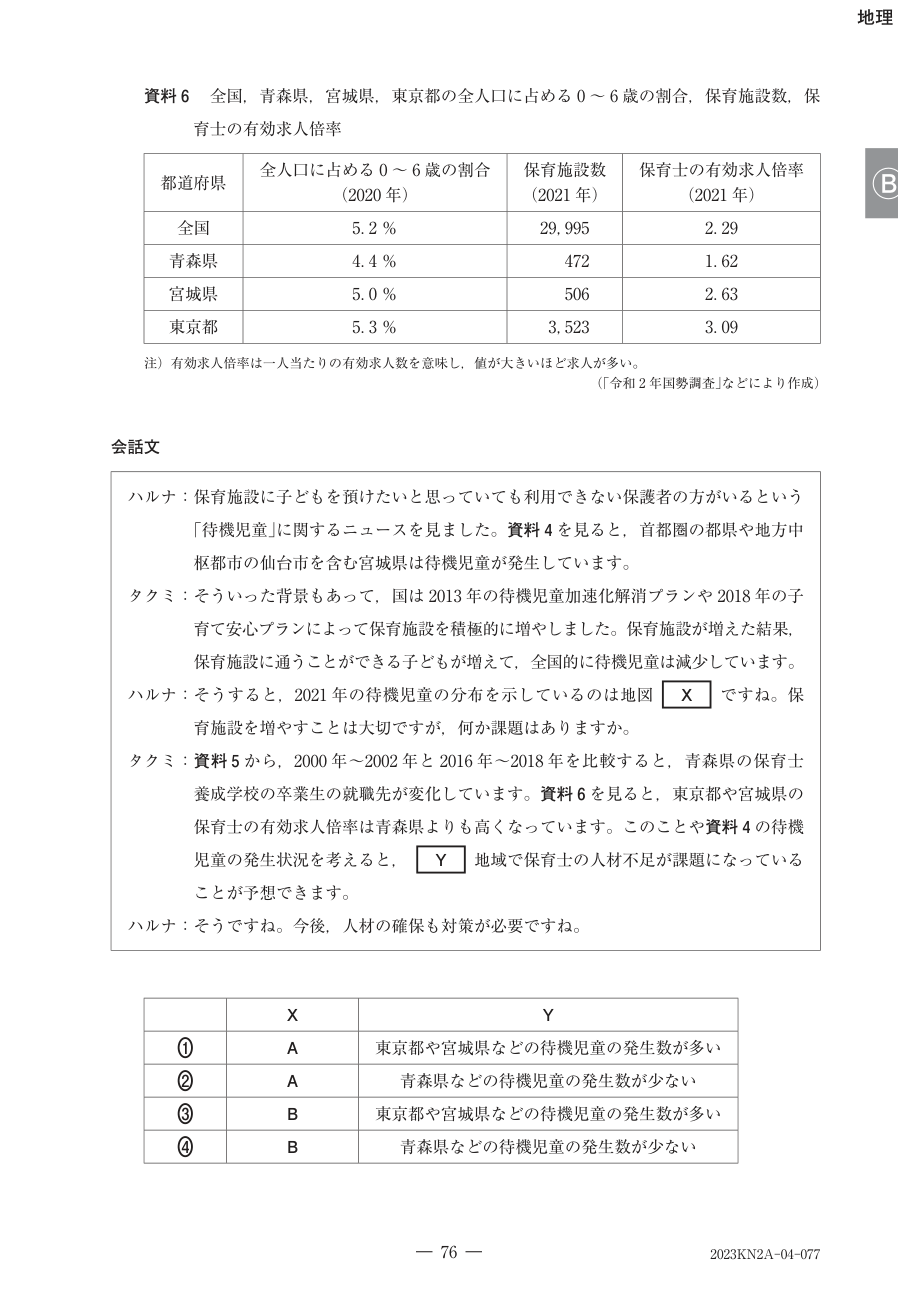 地理
B
資料6 全国，青森県，宮城県，東京都の全人口に占める0～6歳の割合，保育施設数，保
育士の有効求人倍率
都道府県 全人口に占める0～6歳の割合（2020年） 保育施設数（2021年） 保育士の有効求人倍率（2021年）
全国 5.2％ 29,995 2.29
青森県 4.4％ 472 1.62
宮城県 5.0％ 506 2.63
東京都 5.3％ 3,523 3.09
注）有効求人倍率は一人当たりの有効求人数を意味し，値が大きいほど求人が多い。
（「令和2年国勢調査」などにより作成）
会話文
ハルナ：保育施設に子どもを預けたいと思っていても利用できない保護者の方がいるという
「待機児童」に関するニュースを見ました。資料4を見ると，首都圏の都県や地方中
枢都市の仙台市を含む宮城県は待機児童が発生しています。
タクミ：そういった背景もあって，国は2013年の待機児童加速化解消プランや2018年の子
育て安心プランによって保育施設を積極的に増やしました。保育施設が増えた結果，
保育施設に通うことができる子どもが増えて，全国的に待機児童は減少しています。
ハルナ：そうすると，2021年の待機児童の分布を示しているのは地図 X ですね。保
育施設を増やすことは大切ですが，何か課題はありますか。
タクミ：資料5から，2000年～2002年と2016年～2018年を比較すると，青森県の保育士
養成学校の卒業生の就職先が変化しています。資料6を見ると，東京都や宮城県の
保育士の有効求人倍率は青森県よりも高くなっています。このことや資料4の待機
児童の発生状況を考えると， Y 地域で保育士の人材不足が課題になっている
ことが予想できます。
ハルナ：そうですね。今後，人材の確保も対策が必要ですね。
X Y
① A 東京都や宮城県などの待機児童の発生数が多い
② A 青森県などの待機児童の発生数が少ない
③ B 東京都や宮城県などの待機児童の発生数が多い
④ B 青森県などの待機児童の発生数が少ない
― 76 ―
2023KN2A-04-077